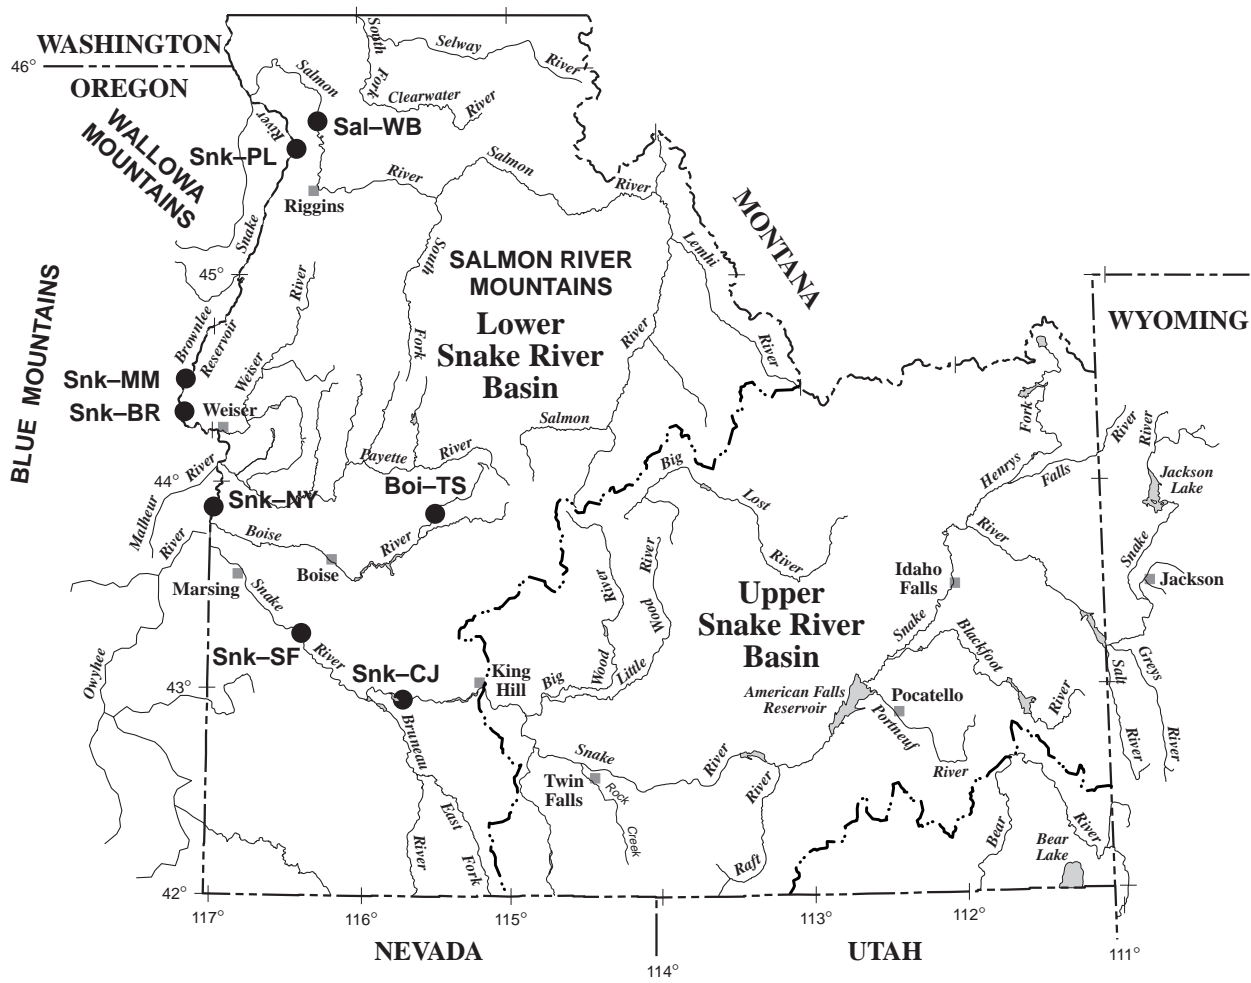 WASHINGTON
46°
OREGON
WALLOWA
MOUNTAINS
South
Fork
Selway
River
Clearwater
River
Salmon
River
Sal–WB
Snk–PL
Riggins
River
Salmon
River
Snake
South
Fork
SALMON RIVER
MOUNTAINS
Lemhi
River
MONTANA
45°
River
Weiser
Brownlee
Reservoir
Lower
Snake River
Basin
River
WYOMING
BLUE MOUNTAINS
Snk–MM
Snk–BR
Weiser
Salmon
Fork
Henrys
Falls
River
River
Jackson
Lake
Payette
River
Big
Lost
River
River
44°
Malheur
Snk–NY
Boi–TS
Boise
River
Boise
River
Marsing
Snake
River
Snk–SF
Snk–CJ
King
Hill
River
Wood
Big
River
Wood
Little
Upper
Snake River
Basin
Idaho
Falls
River
Snake
Jackson
Snake
Blackfoot
River
Salt
River
Greys
River
Owyhee
43°
American Falls
Reservoir
Pocatello
Portneuf
River
Bruneau
River
East
Fork
Snake
River
Twin
Falls
Rock
Creek
River
Raft
Bear
River
Bear
Lake
42°
117°
116°
115°
114°
113°
112°
111°
NEVADA
UTAH